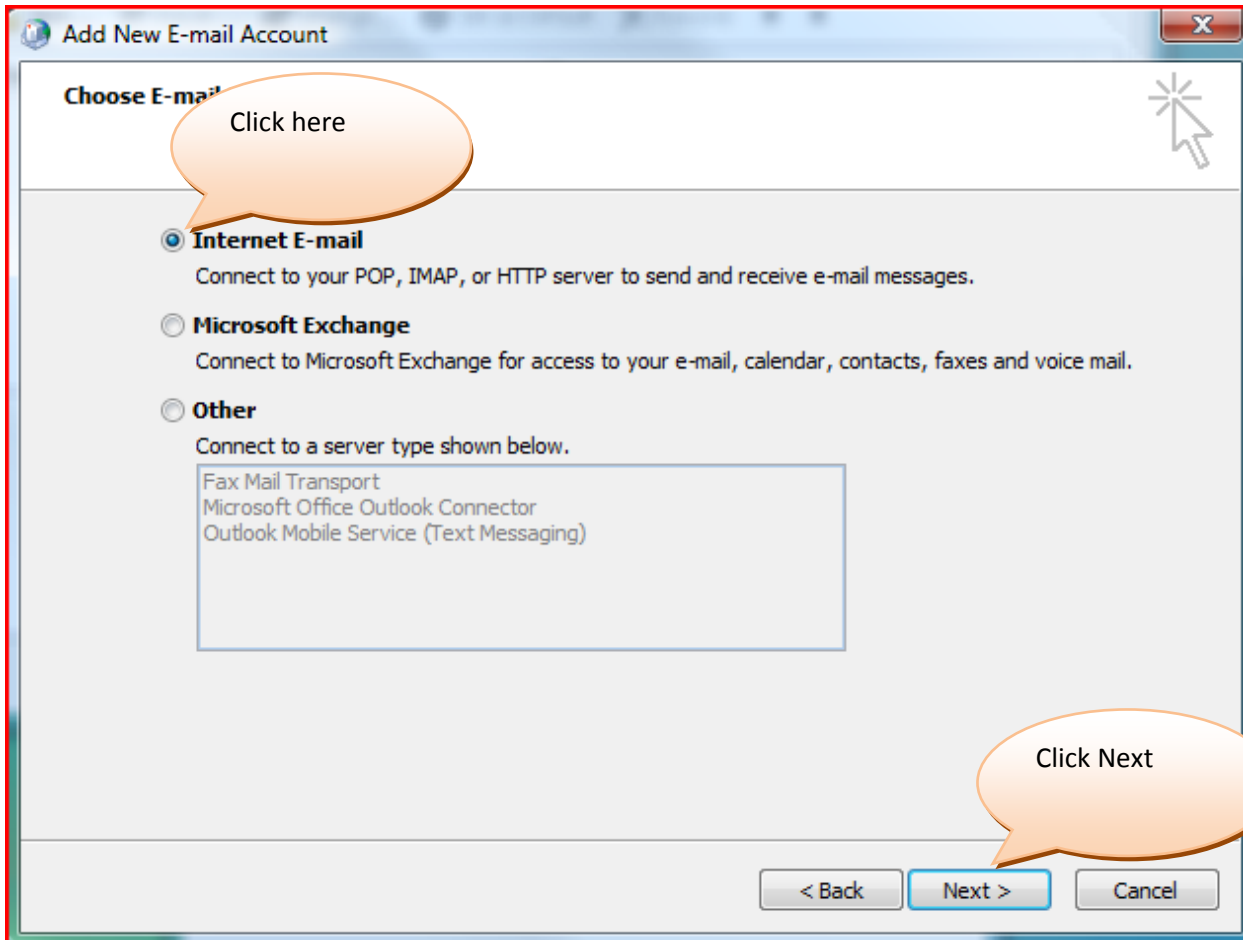 Add New E-mail Account
Choose E-mail
Click here
Internet E-mail
Connect to your POP, IMAP, or HTTP server to send and receive e-mail messages.
Microsoft Exchange
Connect to Microsoft Exchange for access to your e-mail, calendar, contacts, faxes and voice mail.
Other
Connect to a server type shown below.
Fax Mail Transport
Microsoft Office Outlook Connector
Outlook Mobile Service (Text Messaging)
Click Next
< Back
Next >
Cancel